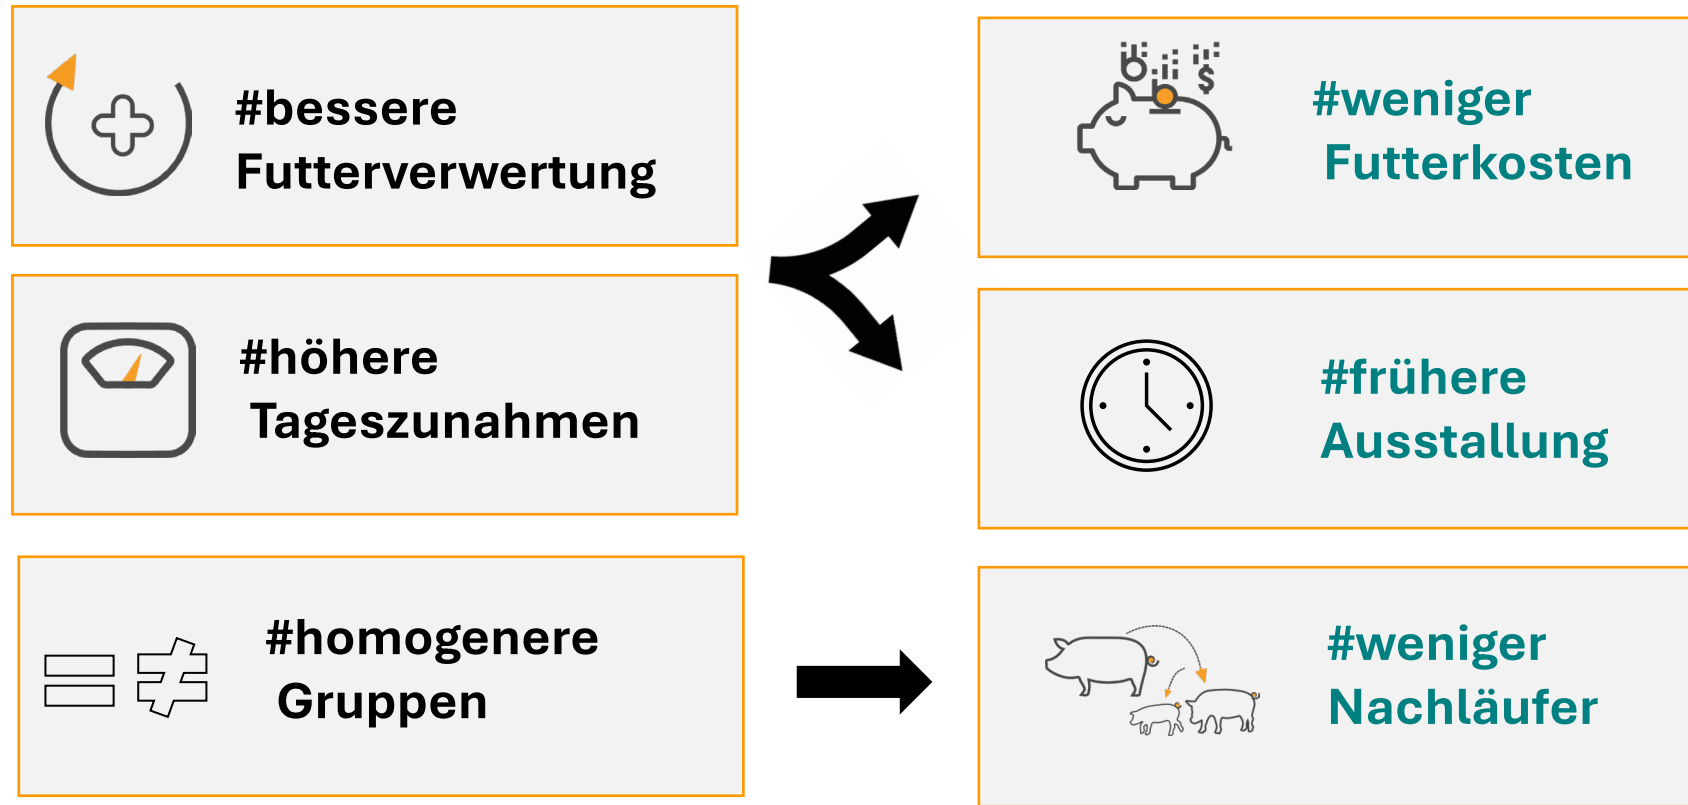 #bessere
Futterverwertung
#höhere
Tageszunahmen
#homogenere
Gruppen
#weniger
Futterkosten
#frühere
Ausstallung
#weniger
Nachläufer